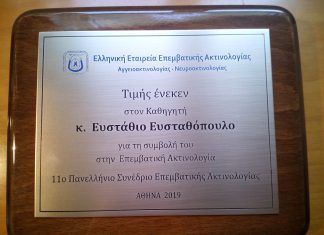 Ελληνική Εταιρεία Επεμβατικής Ακτινολογίας
Αγγειοακτινολογίας - Νευροακτινολογίας
Τιμής ένεκεν
στον Καθηγητή
κ. Ευστάθιο Ευσταθόπουλο
για τη συμβολή του
στην Επεμβατική Ακτινολογία
11ο Πανελλήνιο Συνέδριο Επεμβατικής Ακτινολογίας
ΑΘΗΝΑ 2019